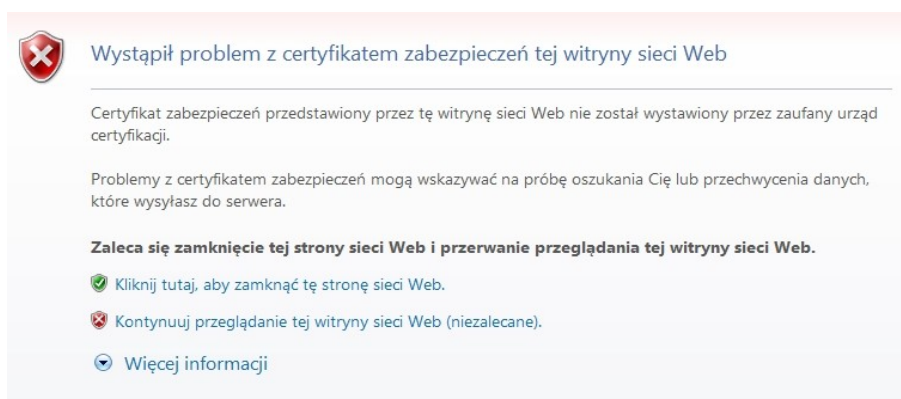 Wystąpił problem z certyfikatem zabezpieczeń tej witryny sieci Web
Certyfikat zabezpieczeń przedstawiony przez tę witrynę sieci Web nie został wystawiony przez zaufany urząd
certyfikacji.
Problemy z certyfikatem zabezpieczeń mogą wskazywać na próbę oszukania Cię lub przechwycenia danych,
które wysyłasz do serwera.
Zaleca się zamknięcie tej strony sieci Web i przerwanie przeglądania tej witryny sieci Web.
Kliknij tutaj, aby zamknąć tę stronę sieci Web.
Kontynuuj przeglądanie tej witryny sieci Web (niezalecane).
Więcej informacji